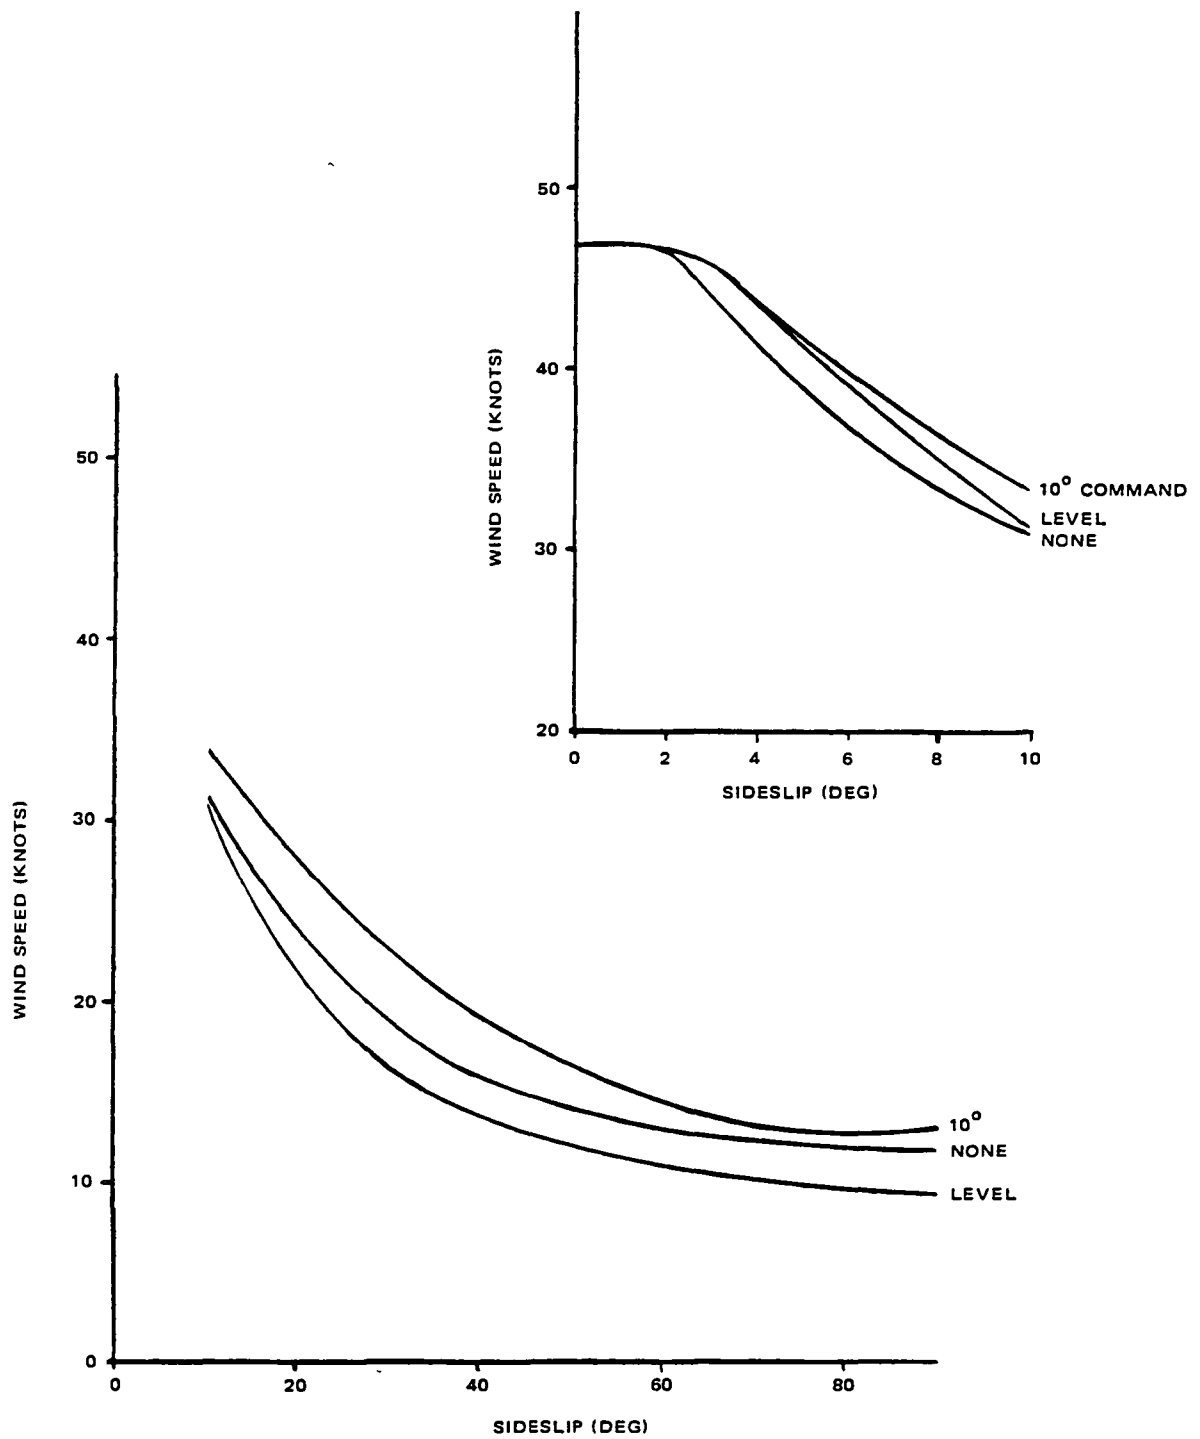 50
40
30
20
WIND SPEED (KNOTS)
10° COMMAND
LEVEL
NONE
0 2 4 6 8 10
SIDESLIP (DEG)
50
40
30
20
10
0
WIND SPEED (KNOTS)
10°
NONE
LEVEL
0 20 40 60 80
SIDESLIP (DEG)